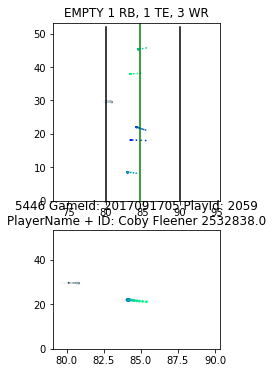 EMPTY 1 RB, 1 TE, 3 WR
50
40
30
20
10
0
75 80 85 90 95
5446 GameId: 2017091705 PlayId: 2059
PlayerName + ID: Coby Fleener 2532838.0
40
20
0
80.0 82.5 85.0 87.5 90.0